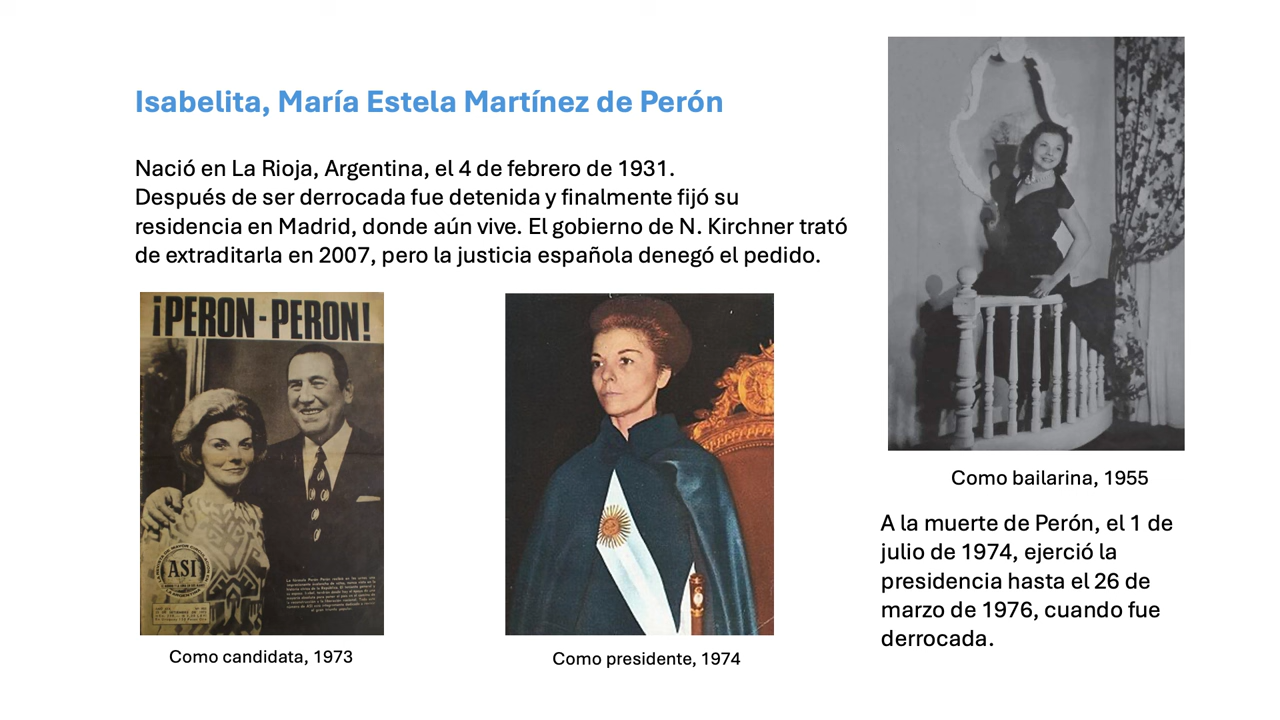 Isabelita, María Estela Martínez de Perón
Nació en La Rioja, Argentina, el 4 de febrero de 1931.
Después de ser derrocada fue detenida y finalmente fijó su
residencia en Madrid, donde aún vive. El gobierno de N. Kirchner trató
de extraditarla en 2007, pero la justicia española denegó el pedido.
¡PERON-PERON!
ASI
Como candidata, 1973
Como presidente, 1974
Como bailarina, 1955
A la muerte de Perón, el 1 de
julio de 1974, ejerció la
presidencia hasta el 26 de
marzo de 1976, cuando fue
derrocada.